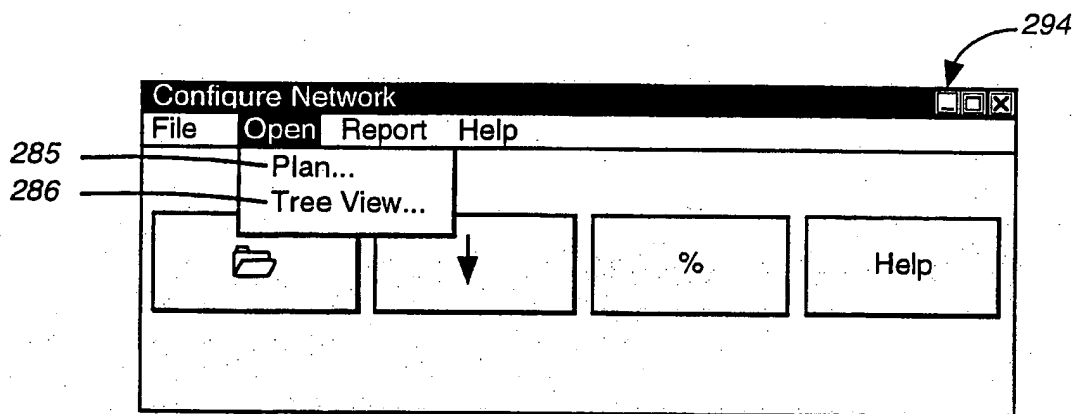 294
Configure Network
File Open Report Help
285
Plan...
286
Tree View...
%
Help